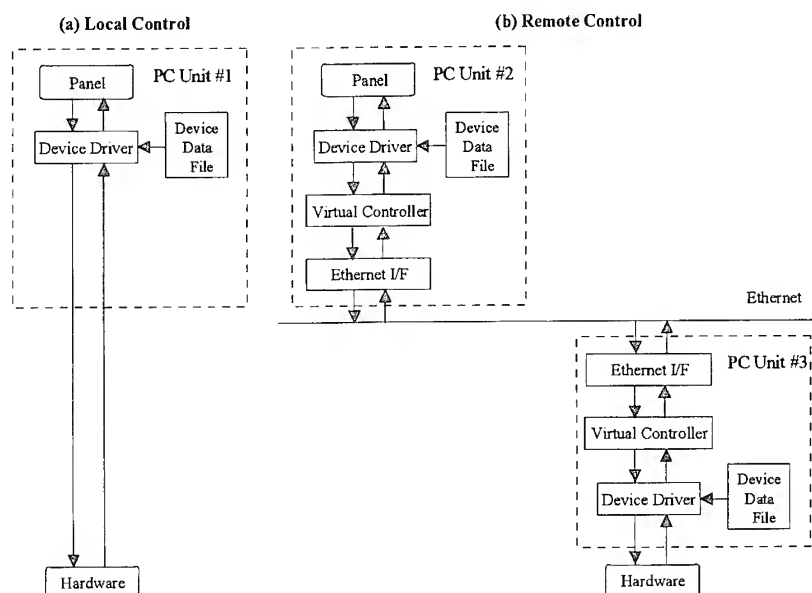 (a) Local Control
PC Unit #1
Panel
Device Driver
Device
Data
File
Hardware
(b) Remote Control
PC Unit #2
Panel
Device Driver
Device
Data
File
Virtual Controller
Ethernet I/F
Ethernet
PC Unit #3
Ethernet I/F
Virtual Controller
Device Driver
Device
Data
File
Hardware